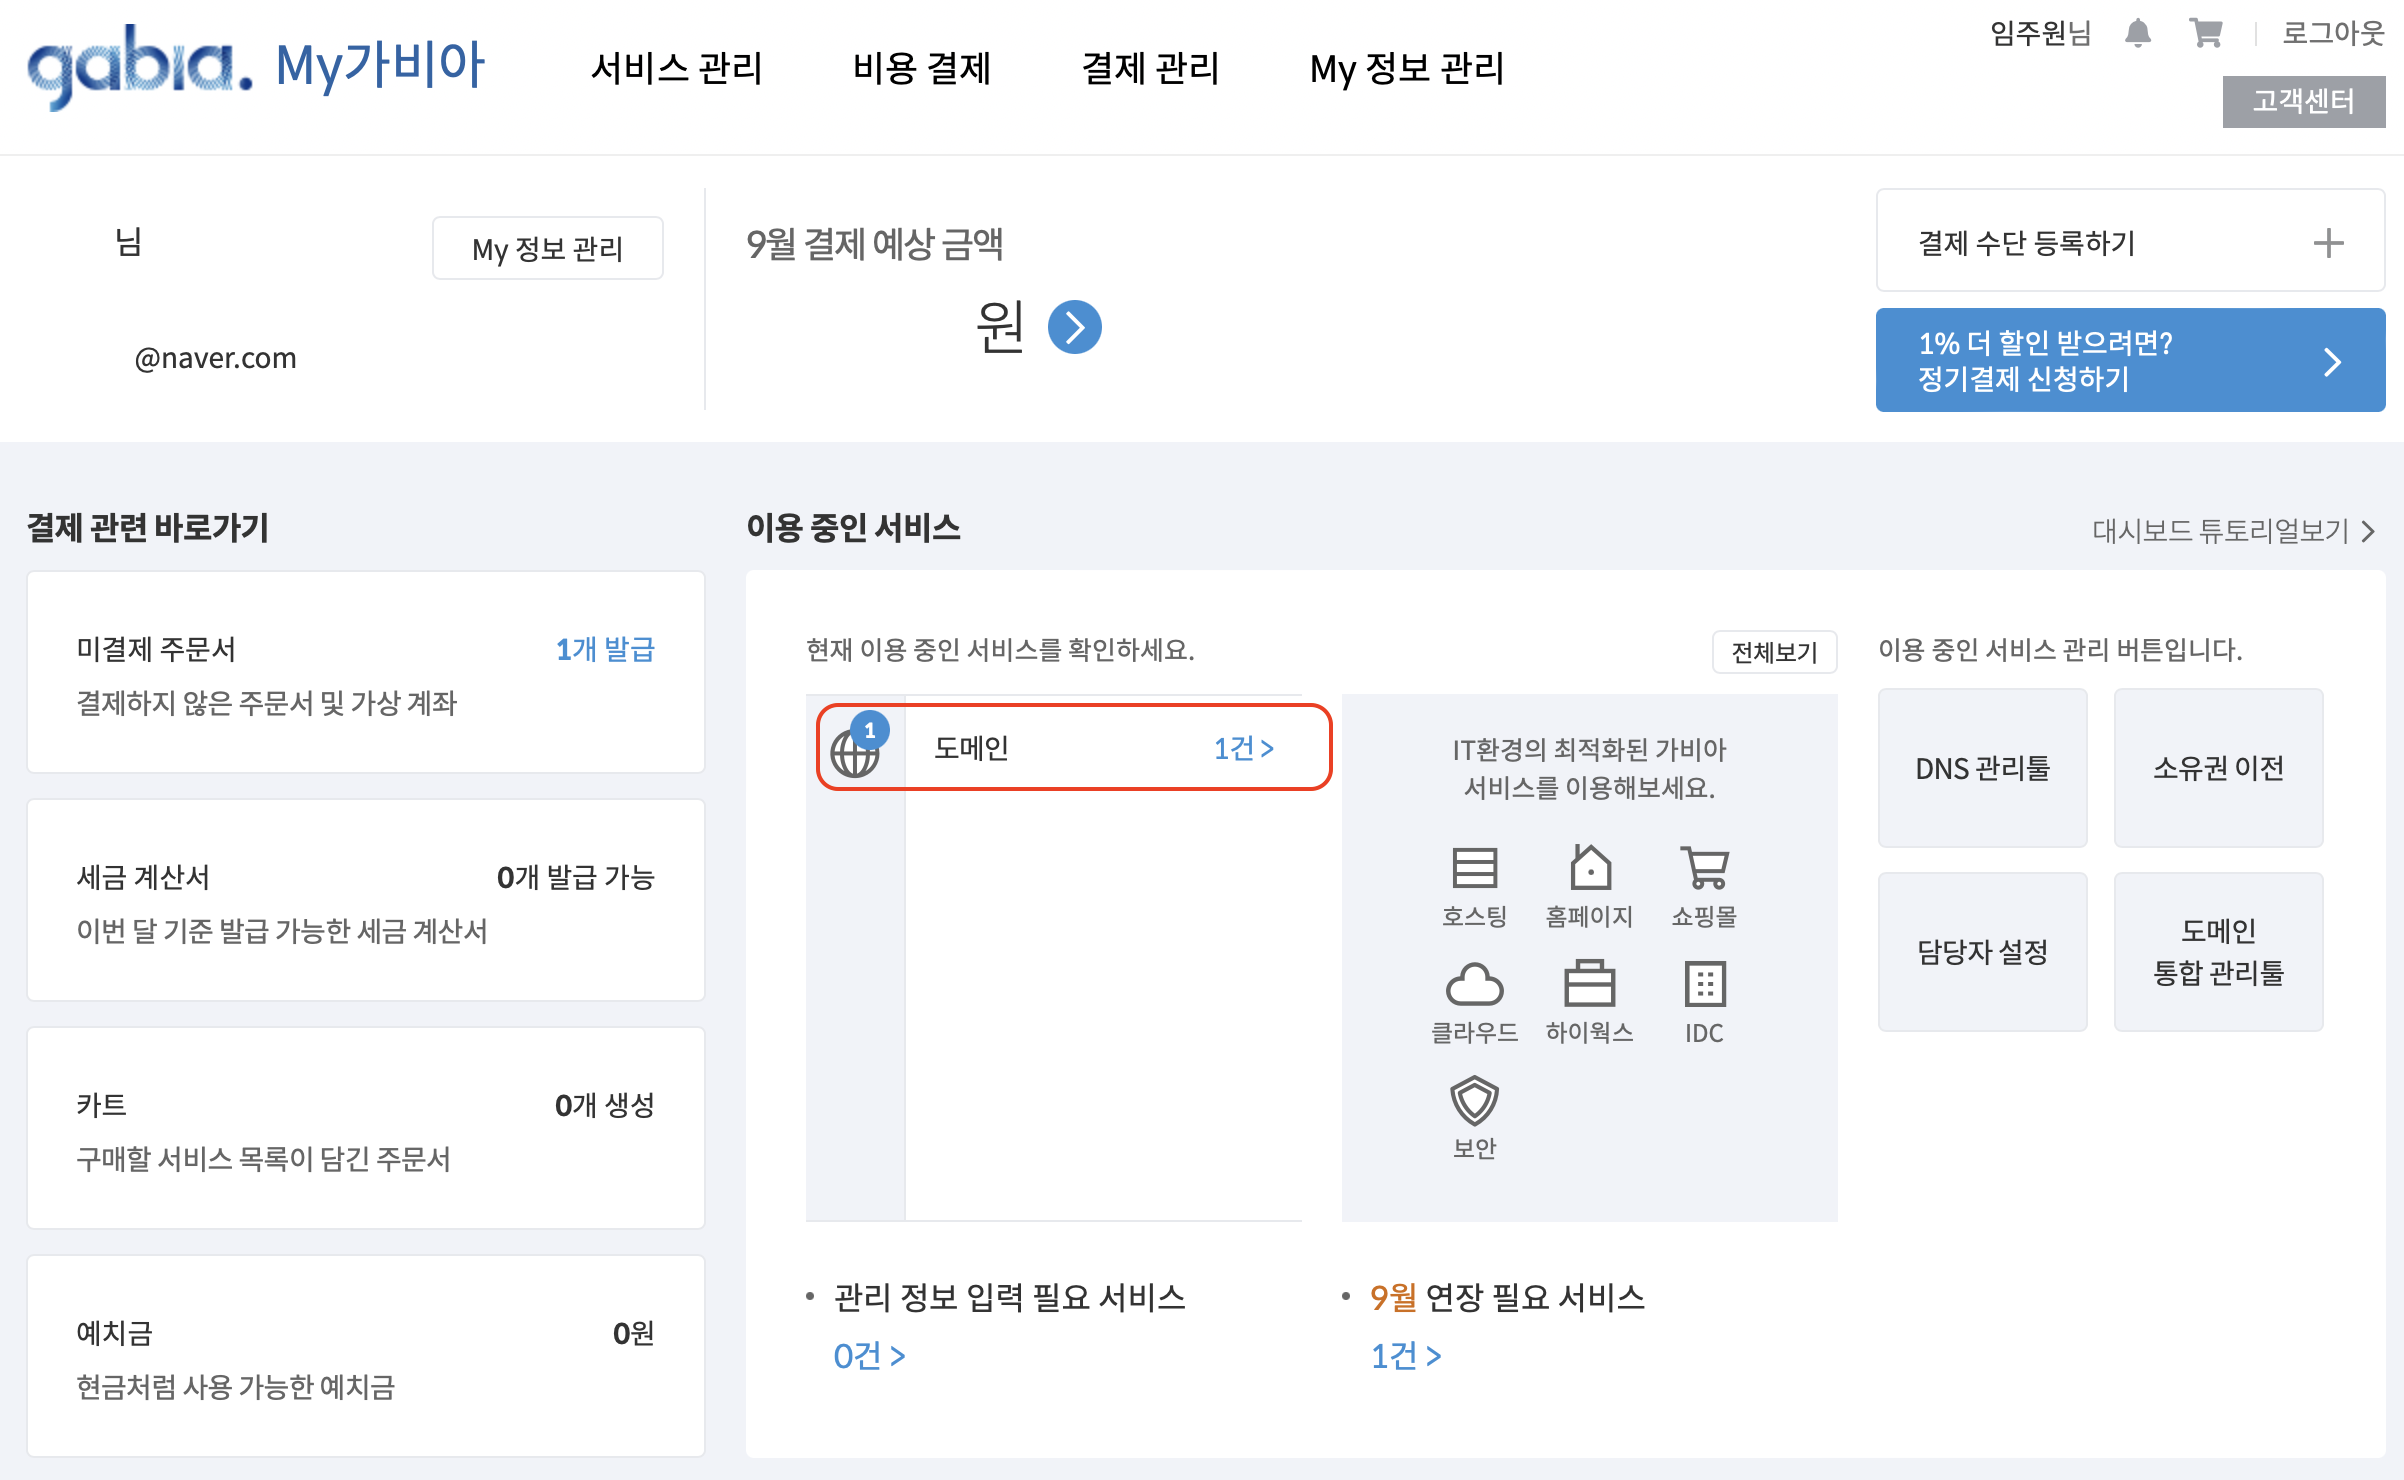 gabia. My가비아
서비스 관리
비용 결제
결제 관리
My 정보 관리
임주원님
로그아웃
고객센터
님
My 정보 관리
@naver.com
9월 결제 예상 금액
원
결제 수단 등록하기
1% 더 할인 받으려면?
정기결제 신청하기
결제 관련 바로가기
미결제 주문서 1개 발급
결제하지 않은 주문서 및 가상 계좌
세금 계산서 0개 발급 가능
이번 달 기준 발급 가능한 세금 계산서
카트 0개 생성
구매할 서비스 목록이 담긴 주문서
예치금 0원
현금처럼 사용 가능한 예치금
이용 중인 서비스
대시보드 튜토리얼보기 >
현재 이용 중인 서비스를 확인하세요.
전체보기
1
도메인 1건 >
IT환경의 최적화된 가비아
서비스를 이용해보세요.
호스팅 홈페이지 쇼핑몰
클라우드 하이웍스 IDC
보안
이용 중인 서비스 관리 버튼입니다.
DNS 관리툴
소유권 이전
담당자 설정
도메인
통합 관리툴
• 관리 정보 입력 필요 서비스
0건 >
• 9월 연장 필요 서비스
1건 >